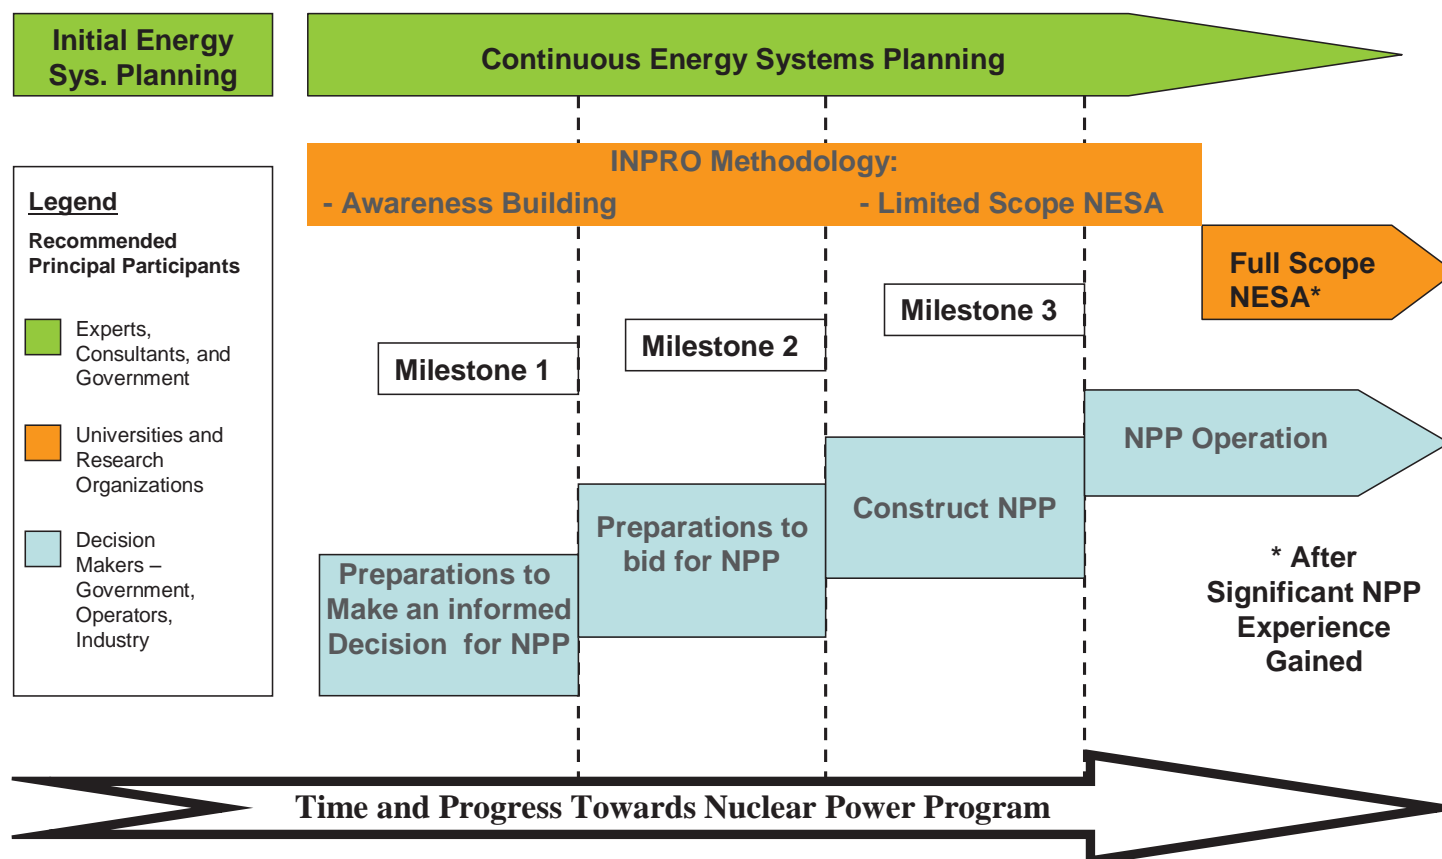 Initial Energy
Sys. Planning
Continuous Energy Systems Planning
INPRO Methodology:
- Awareness Building
- Limited Scope NESA
Full Scope
NESA*
Legend
Recommended
Principal Participants
Experts,
Consultants, and
Government
Universities and
Research
Organizations
Decision
Makers –
Government,
Operators,
Industry
Milestone 1
Milestone 2
Milestone 3
Preparations to
Make an informed
Decision for NPP
Preparations to
bid for NPP
Construct NPP
NPP Operation
* After
Significant NPP
Experience
Gained
Time and Progress Towards Nuclear Power Program